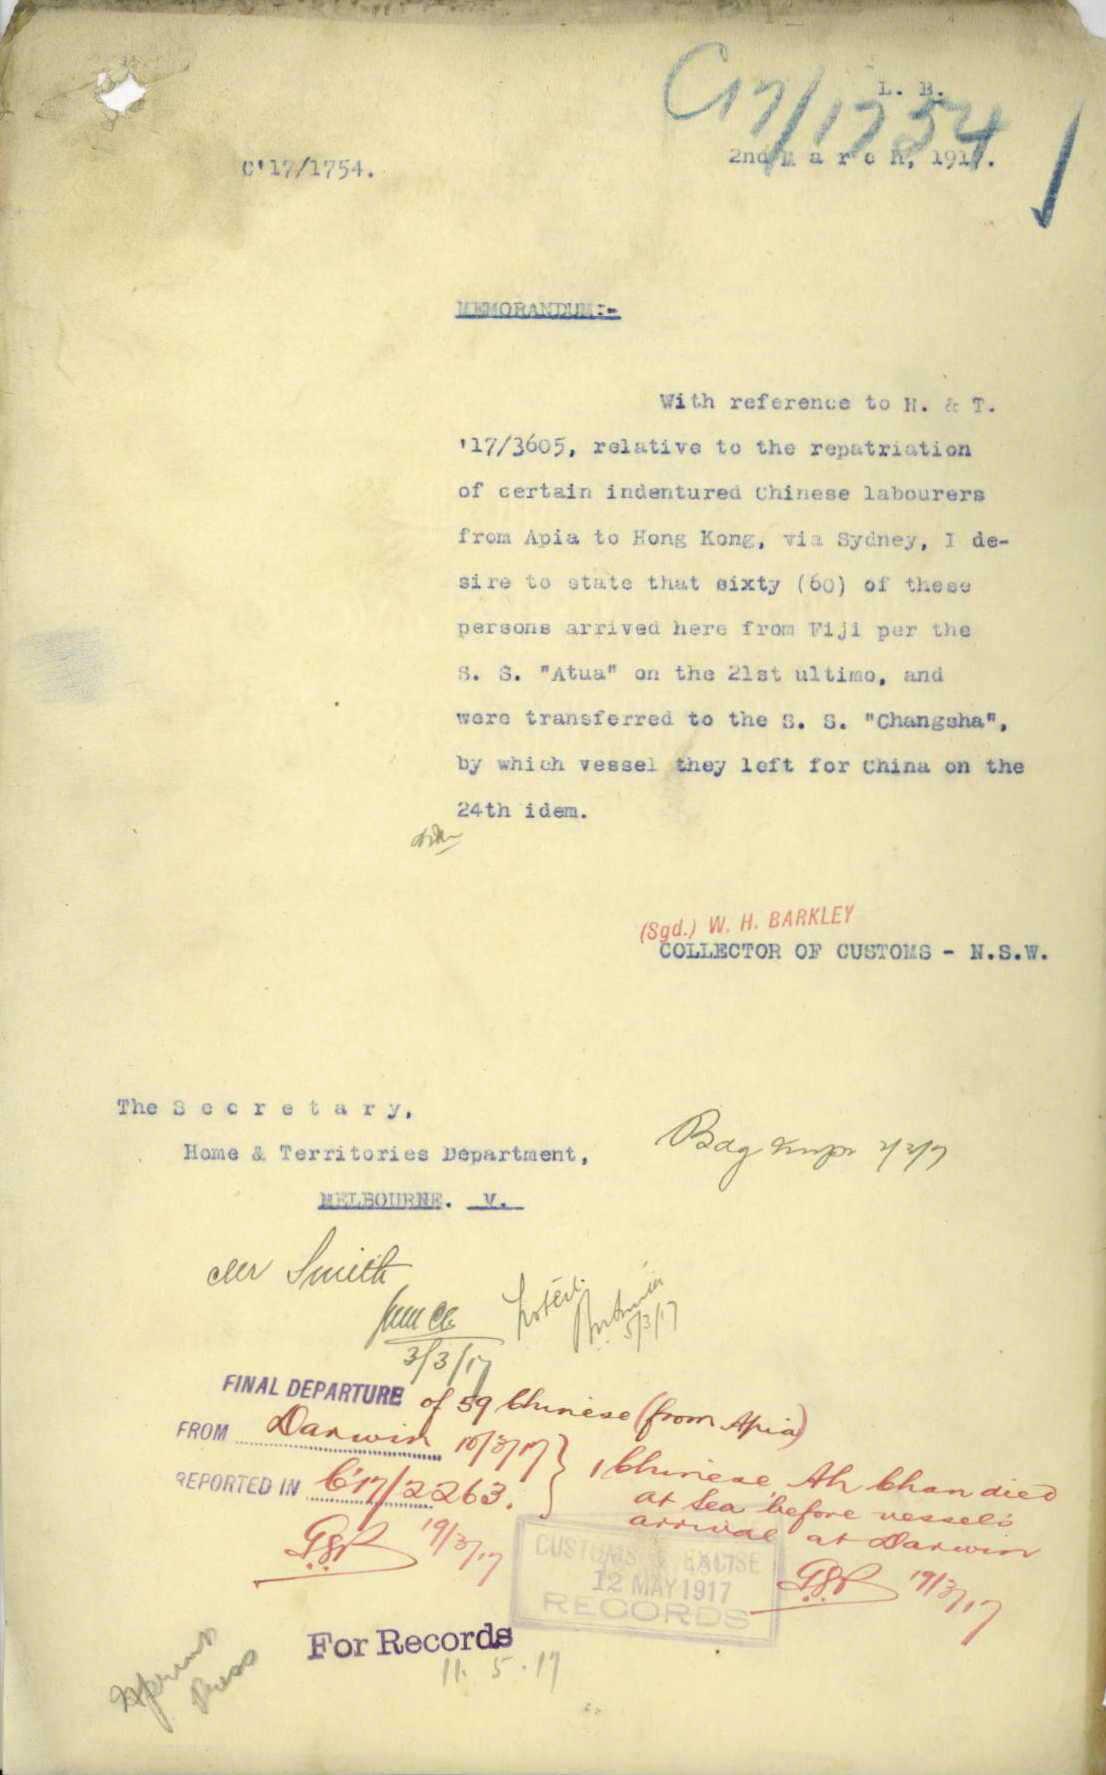 C17/1754
L. B.
C'17/1754.
2nd M a r c h, 1917.
MEMORANDUM:-
With reference to H. & T.
'17/3605, relative to the repatriation
of certain indentured Chinese labourers
from Apia to Hong Kong, via Sydney, I de-
sire to state that sixty (60) of these
persons arrived here from Fiji per the
S. S. "Atua" on the 21st ultimo, and
were transferred to the S. S. "Changsha",
by which vessel they left for China on the
24th idem.
(Sgd.) W. H. BARKLEY
COLLECTOR OF CUSTOMS - N.S.W.
The S e c r e t a r y,
Home & Territories Department,
MELBOURNE. V.
Mr Smith
3/3/17
Noted.
5/3/17
FINAL DEPARTURE of 59 Chinese (from Apia)
FROM Darwin 10/3/17
REPORTED IN C'17/2263.
1 Chinese, Ah Chan died
at Sea before vessel's
arrival at Darwin
19/3/17
19/3/17
CUSTOMS & EXCISE
12 MAY 1917
RECORDS
For Records
11. 5. 17